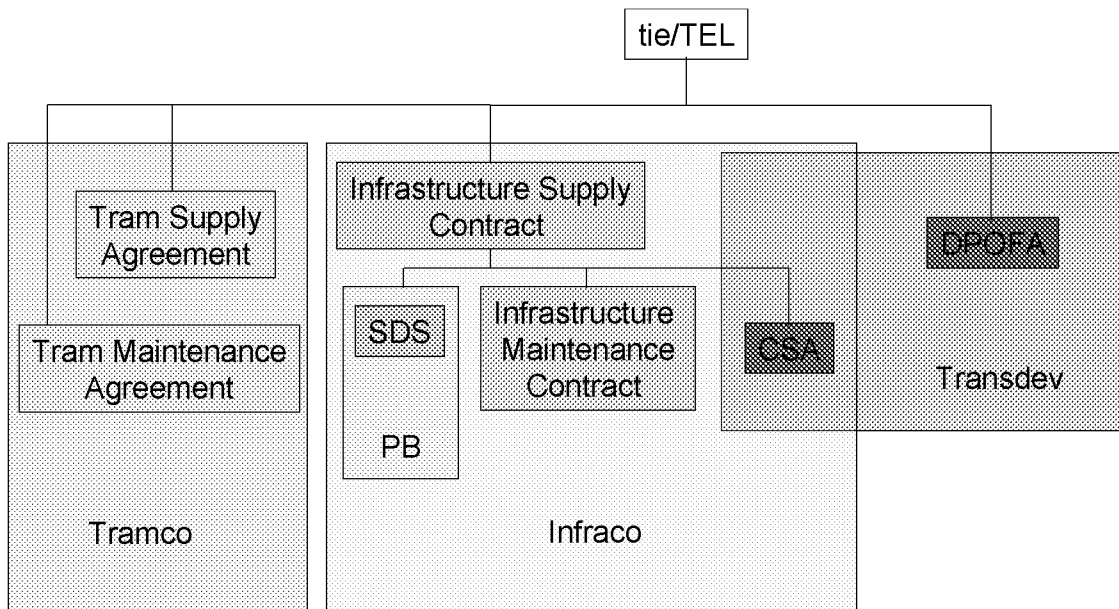 tie/TEL
Tram Supply
Agreement
Tram Maintenance
Agreement
Tramco
Infrastructure Supply
Contract
SDS
PB
Infrastructure
Maintenance
Contract
CSA
Infraco
DPOFA
Transdev